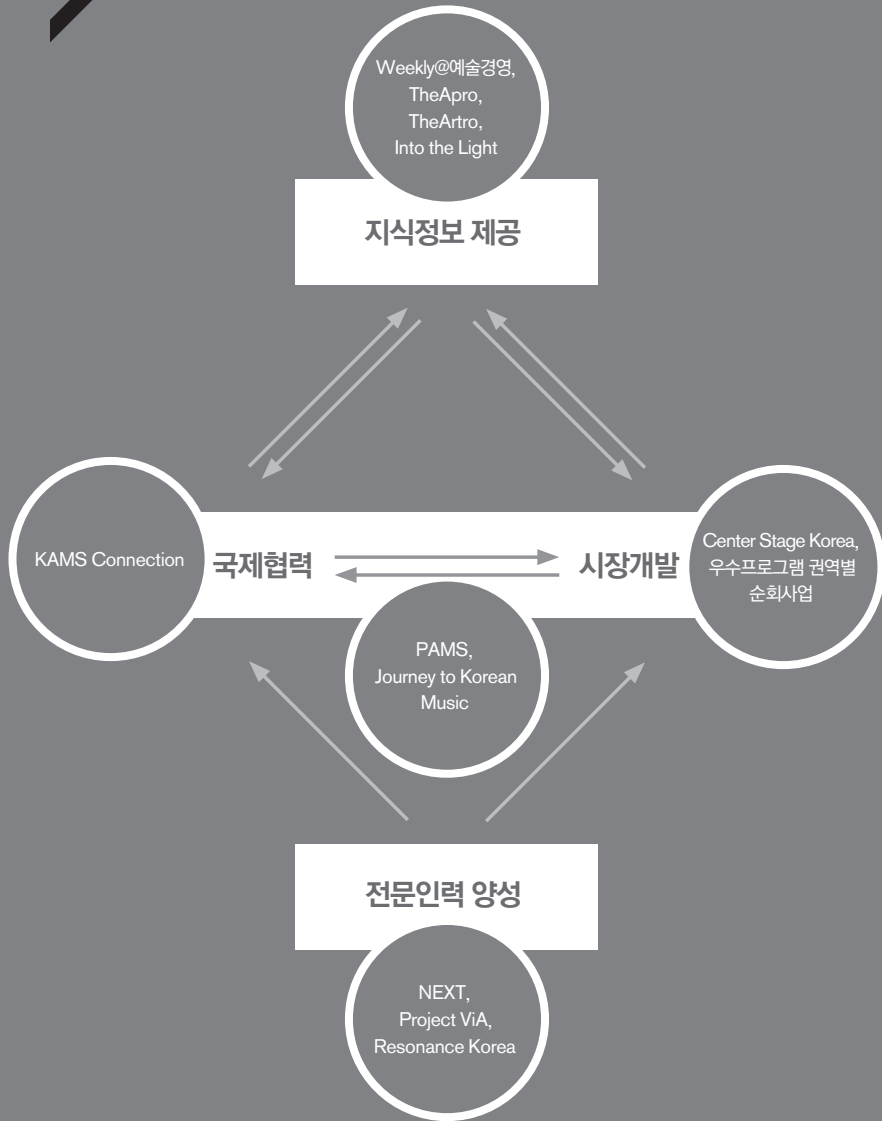 Weekly@예술경영,
TheApro,
TheArtro,
Into the Light
지식정보 제공
KAMS Connection
국제협력
시장개발
Center Stage Korea,
우수프로그램 권역별
순회사업
PAMS,
Journey to Korean
Music
전문인력 양성
NEXT,
Project ViA,
Resonance Korea